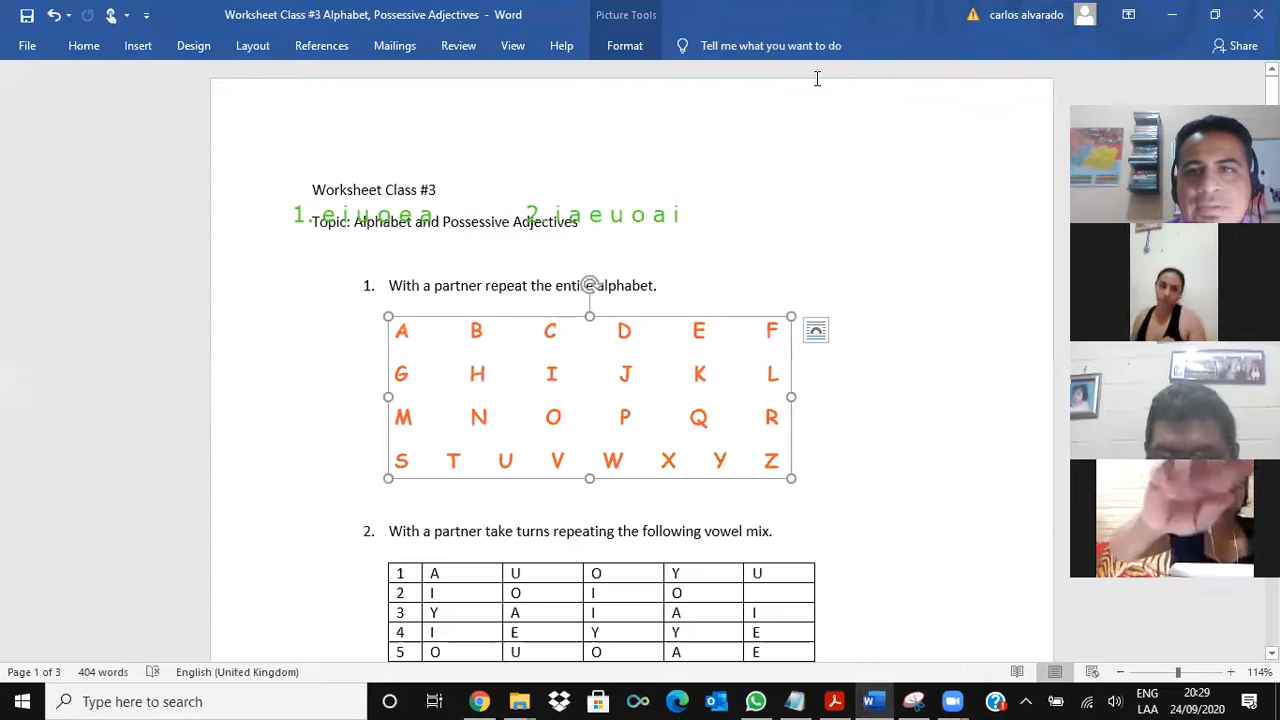 Worksheet Class #3 Alphabet, Possessive Adjectives - Word
Picture Tools
carlos alvarado
File Home Insert Design Layout References Mailings Review View Help Format Tell me what you want to do Share
Worksheet Class #3
1. e i u o e a 2. i a e u o a i
Topic: Alphabet and Possessive Adjectives
1. With a partner repeat the entire alphabet.
A B C D E F
G H I J K L
M N O P Q R
S T U V W X Y Z
2. With a partner take turns repeating the following vowel mix.
1 A U O Y U
2 I O I O
3 Y A I A I
4 I E Y Y E
5 O U O A E
Page 1 of 3 404 words English (United Kingdom) 114%
Type here to search
ENG 20:29
LAA 24/09/2020